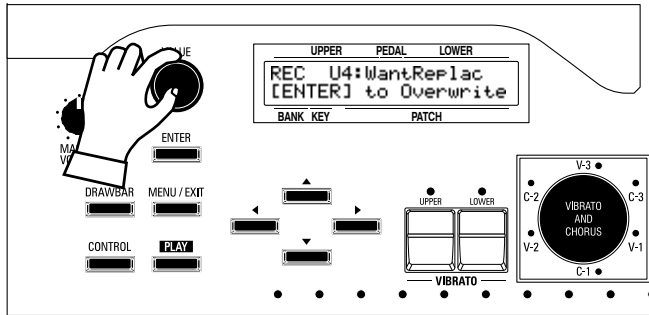 VALUE
UPPER PEDAL LOWER
REC U4:WantReplac
[ENTER] to Overwrite
BANK KEY PATCH
ENTER
DRAWBAR MENU / EXIT
CONTROL PLAY
UPPER LOWER
VIBRATO
V-3
C-2 C-3
VIBRATO
AND
CHORUS
V-2 V-1
C-1